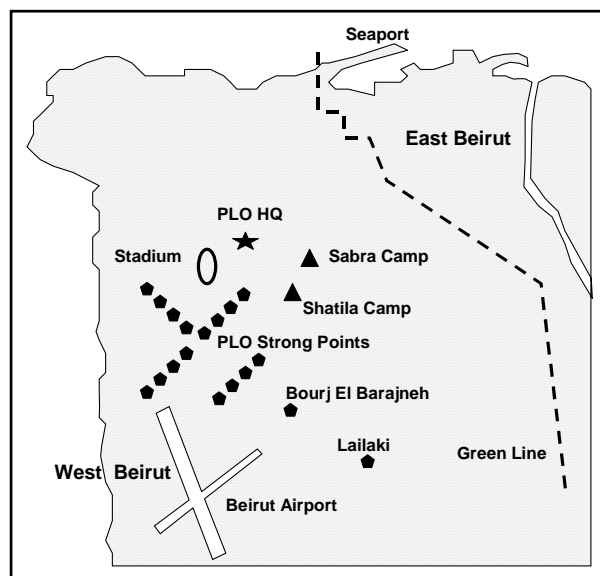 Seaport
East Beirut
PLO HQ
Stadium
Sabra Camp
Shatila Camp
PLO Strong Points
Bourj El Barajneh
Lailaki
Green Line
West Beirut
Beirut Airport